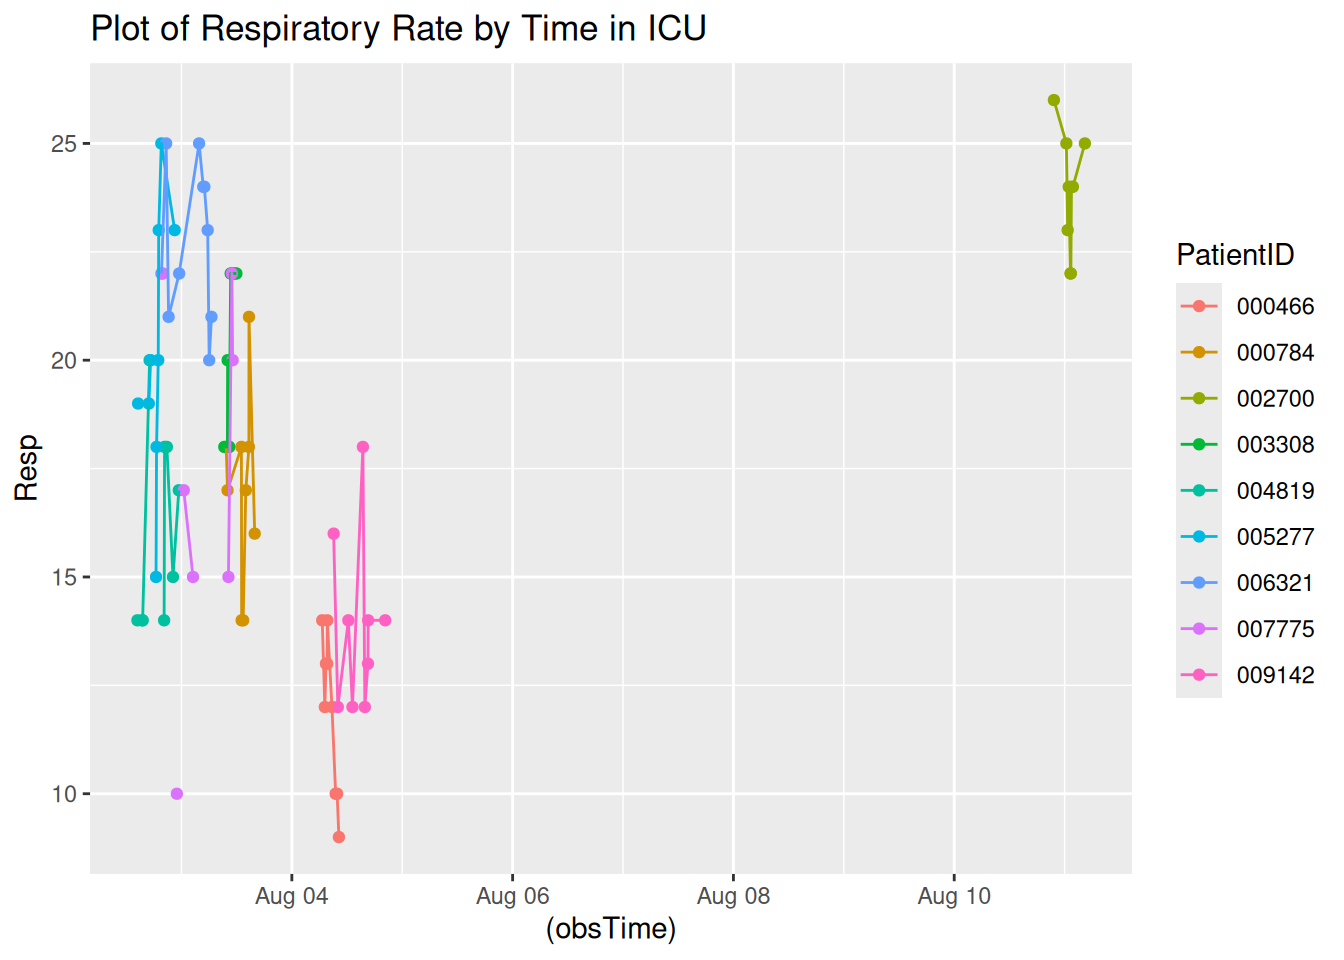 Plot of Respiratory Rate by Time in ICU
Resp
25
20
15
10
Aug 04 Aug 06 Aug 08 Aug 10
(obsTime)
PatientID
000466
000784
002700
003308
004819
005277
006321
007775
009142